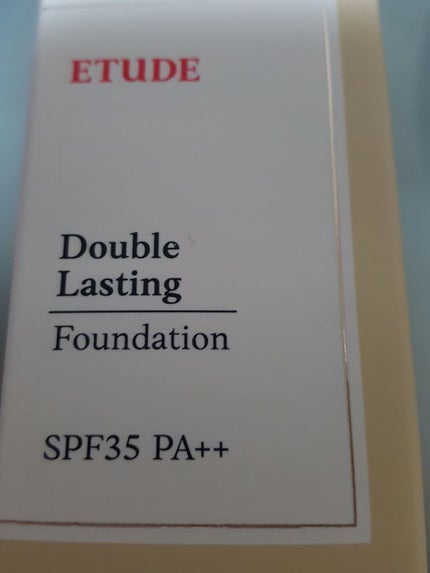 ETUDE
Double
Lasting
Foundation
SPF35 PA++